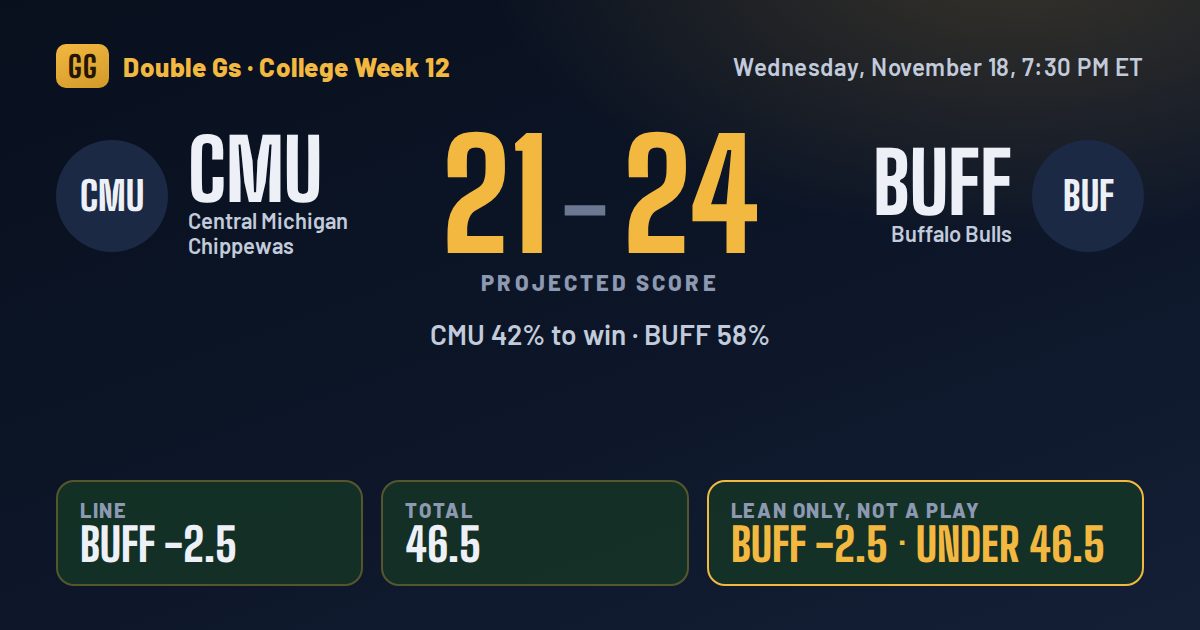 GG
Double Gs · College Week 12
Wednesday, November 18, 7:30 PM ET
CMU
CMU
Central Michigan
Chippewas
21 – 24
PROJECTED SCORE
CMU 42% to win · BUFF 58%
BUFF
Buffalo Bulls
BUF
LINE
BUFF −2.5
TOTAL
46.5
LEAN ONLY, NOT A PLAY
BUFF −2.5 · UNDER 46.5